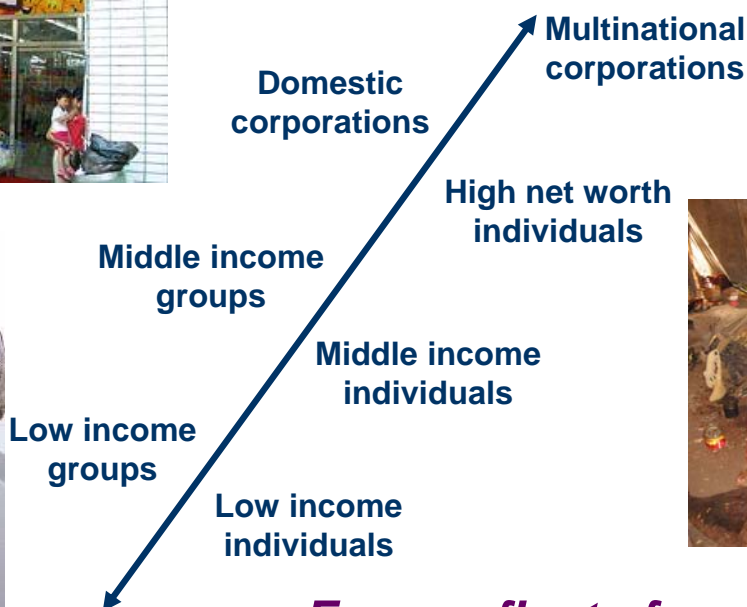 Multinational
corporations
Domestic
corporations
High net worth
individuals
Middle income
groups
Middle income
individuals
Low income
groups
Low income
individuals